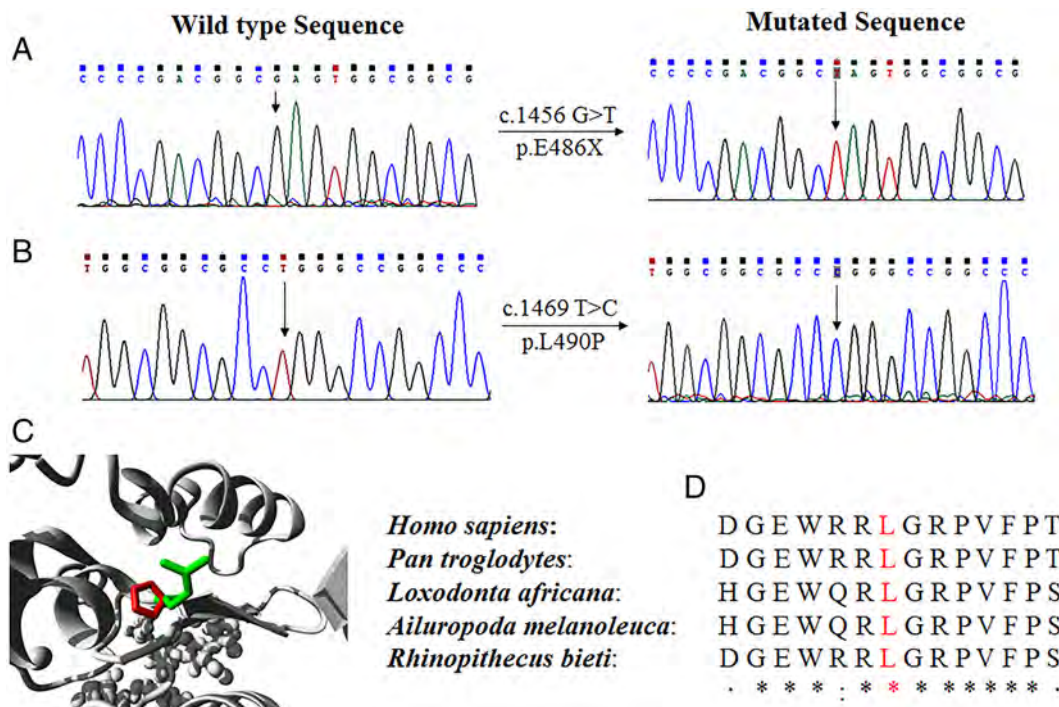 Wild type Sequence
Mutated Sequence
A
C C C C G A C G G C G A G T G G C G G C G
c.1456 G>T
p.E486X
C C C C G A C G G C T A G T G G C G G C G
B
T G G C G G C G C C T G G G C C G G C C C
c.1469 T>C
p.L490P
T G G C G G C G C C C G G G C C G G C C C
C
D
Homo sapiens: D G E W R R L G R P V F P T
Pan troglodytes: D G E W R R L G R P V F P T
Loxodonta africana: H G E W Q R L G R P V F P S
Ailuropoda melanoleuca: H G E W Q R L G R P V F P S
Rhinopithecus bieti: D G E W R R L G R P V F P S
. * * * : * * * * * * * * .